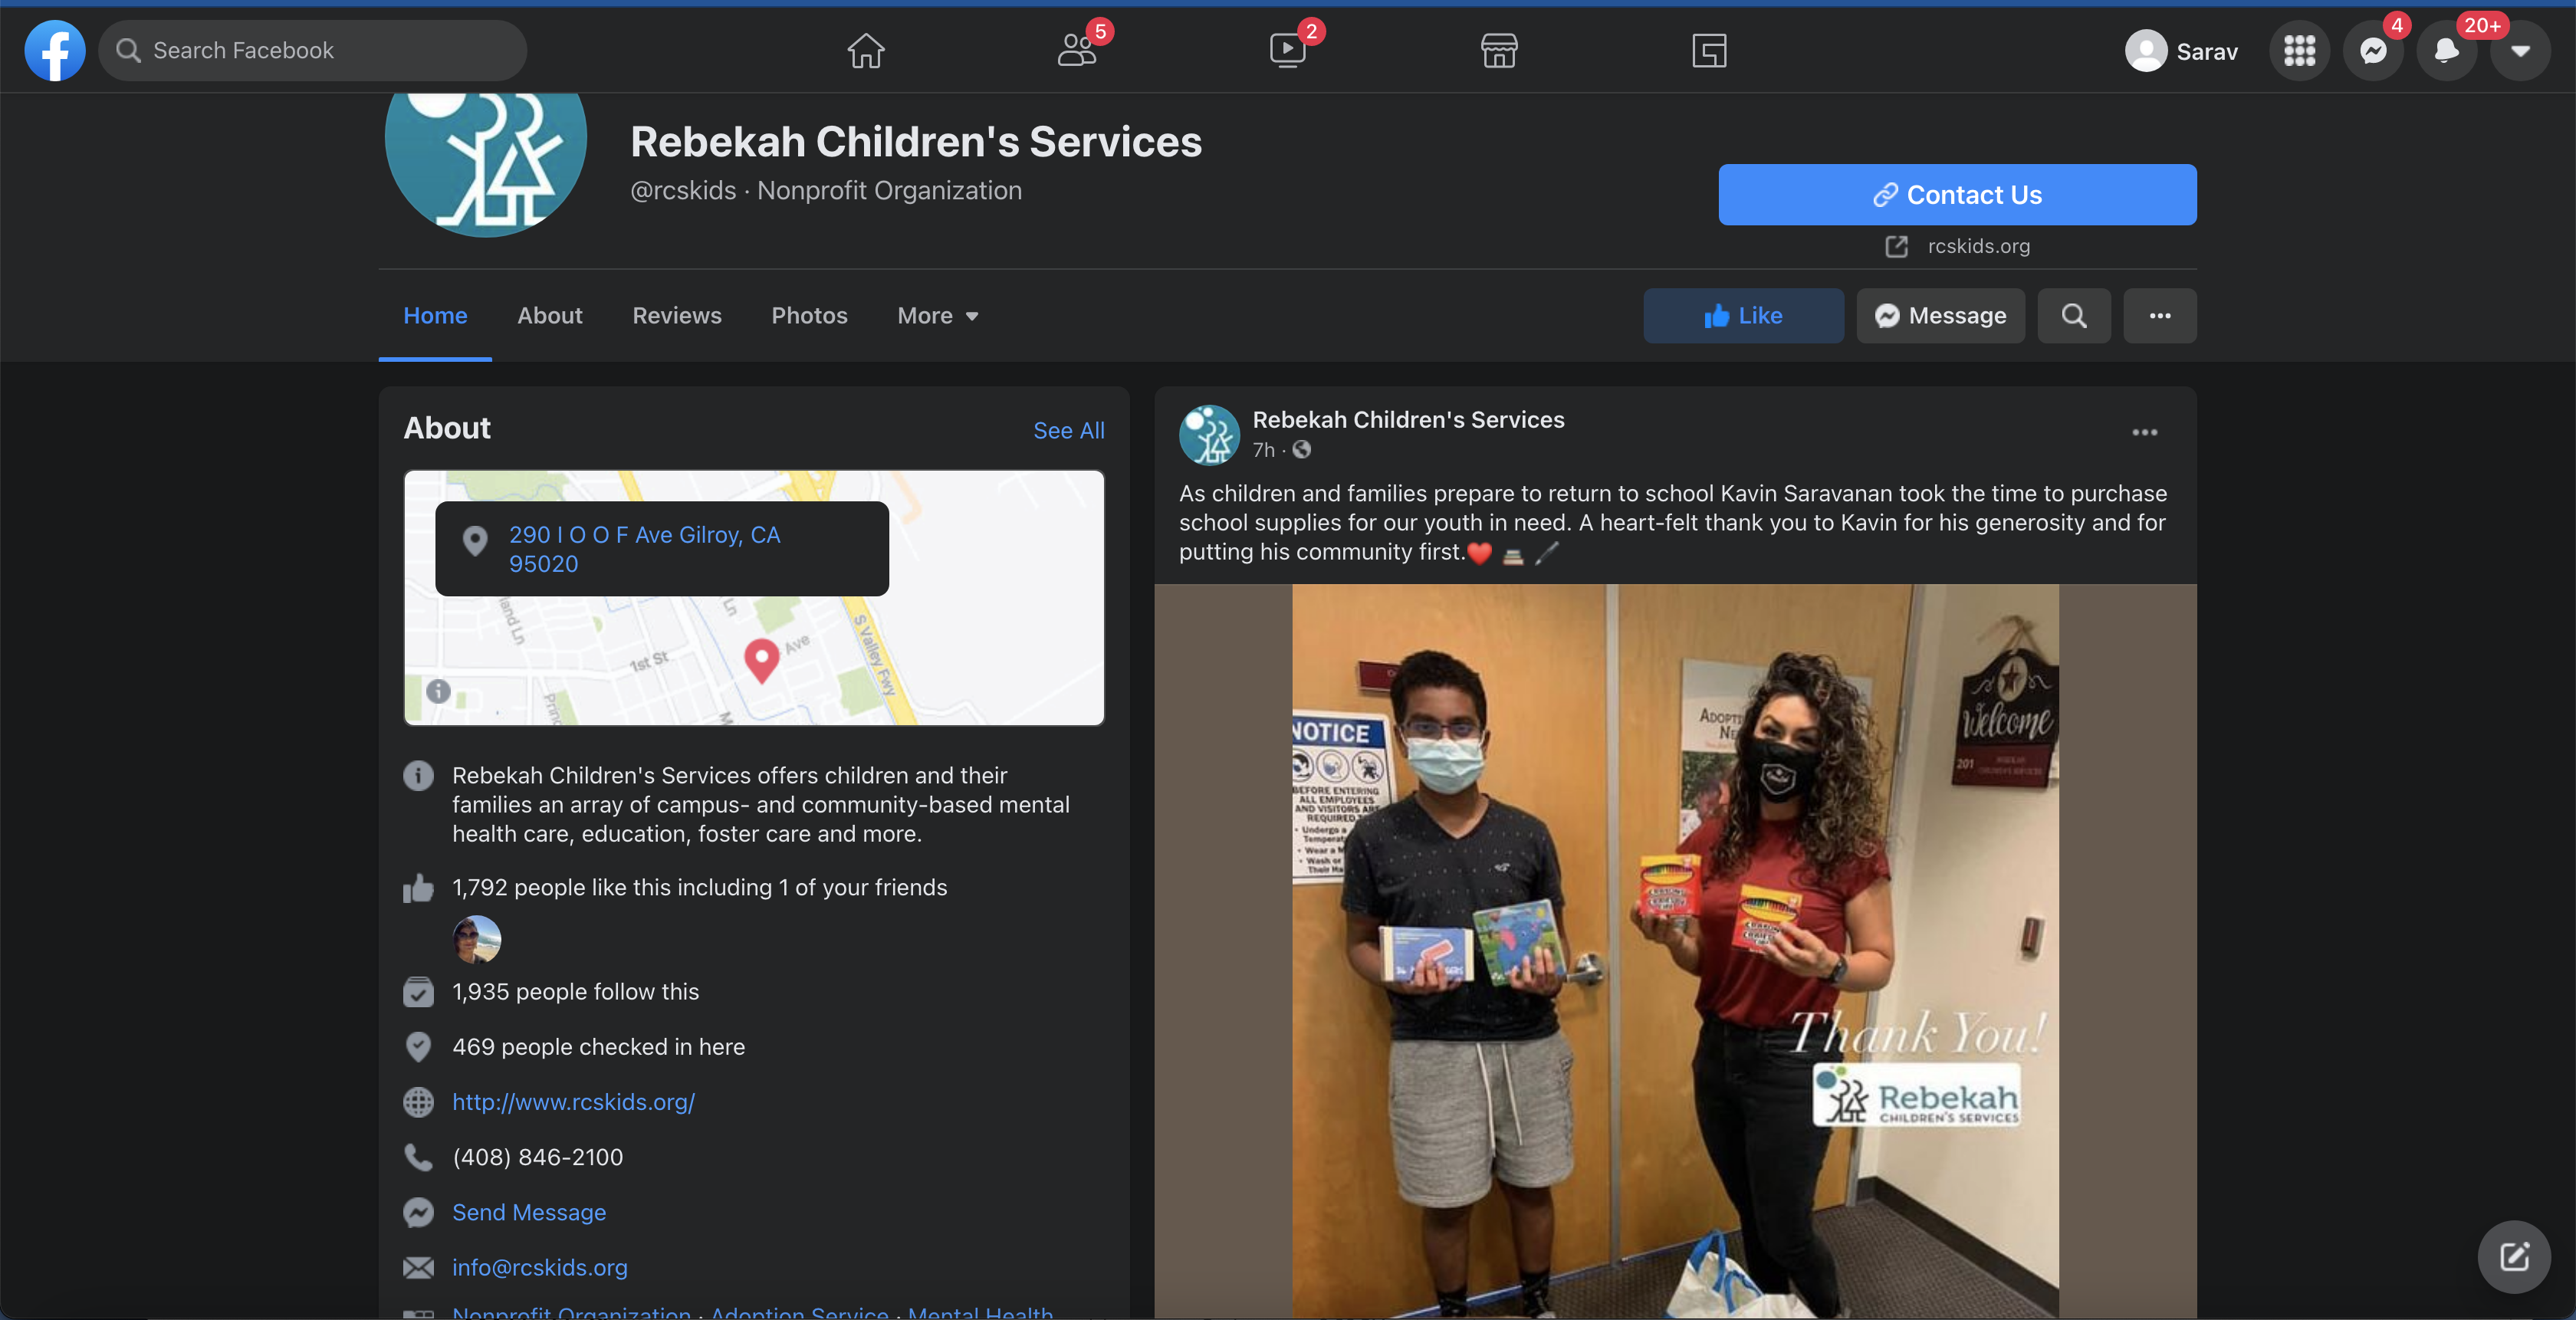 Search Facebook
5
2
Sarav
4
20+
Rebekah Children's Services
@rcskids · Nonprofit Organization
Contact Us
rcskids.org
Home
About
Reviews
Photos
More
Like
Message
About
See All
290 I O O F Ave Gilroy, CA
95020
land Ln
Ln
Ave
1st St
S Valley Fwy
Rebekah Children's Services offers children and their
families an array of campus- and community-based mental
health care, education, foster care and more.
1,792 people like this including 1 of your friends
1,935 people follow this
469 people checked in here
http://www.rcskids.org/
(408) 846-2100
Send Message
info@rcskids.org
Nonprofit Organization · Adoption Service · Mental Health
Rebekah Children's Services
7h ·
As children and families prepare to return to school Kavin Saravanan took the time to purchase
school supplies for our youth in need. A heart-felt thank you to Kavin for his generosity and for
putting his community first.❤️
NOTICE
BEFORE ENTERING
ALL EMPLOYEES
AND VISITORS ARE
REQUIRED
Welcome
201
Thank You!
Rebekah
CHILDREN'S SERVICES